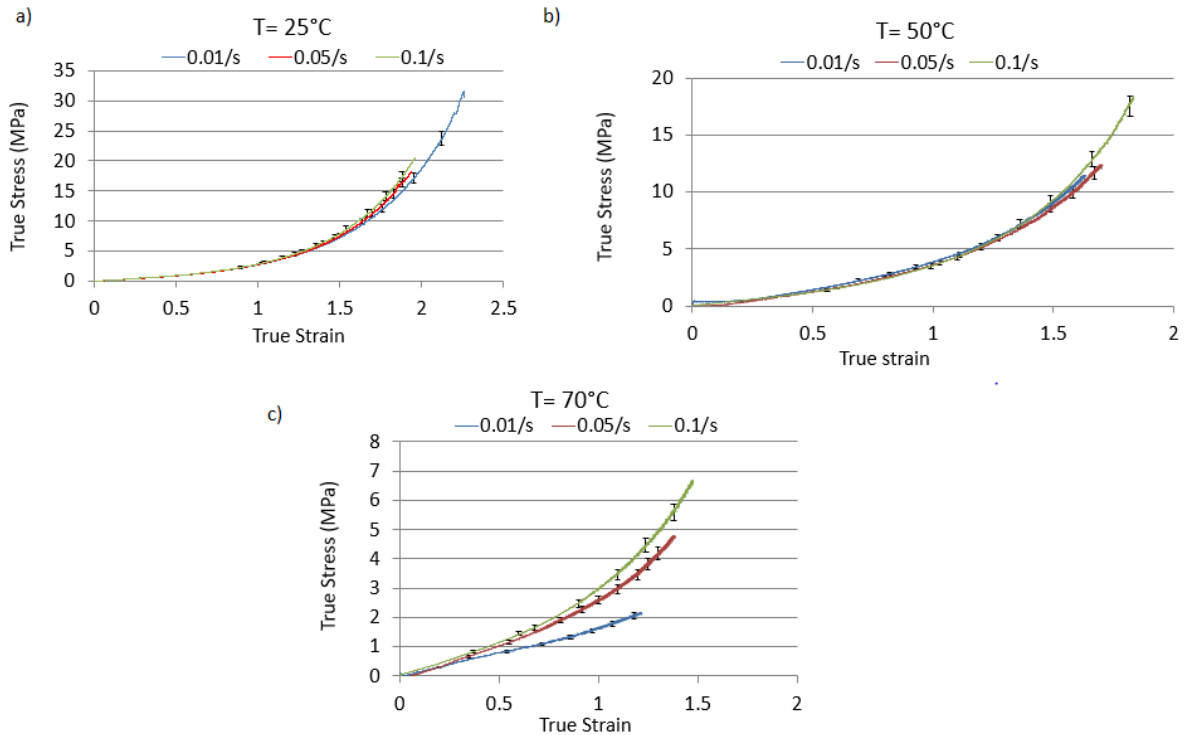 a)
T= 25°C
0.01/s 0.05/s 0.1/s
True Stress (MPa)
35
30
25
20
15
10
5
0
0 0.5 1 1.5 2 2.5
True Strain
b)
T= 50°C
0.01/s 0.05/s 0.1/s
True Stress (MPa)
20
15
10
5
0
0 0.5 1 1.5 2
True strain
c)
T= 70°C
0.01/s 0.05/s 0.1/s
True Stress (MPa)
8
7
6
5
4
3
2
1
0
0 0.5 1 1.5 2
True Strain